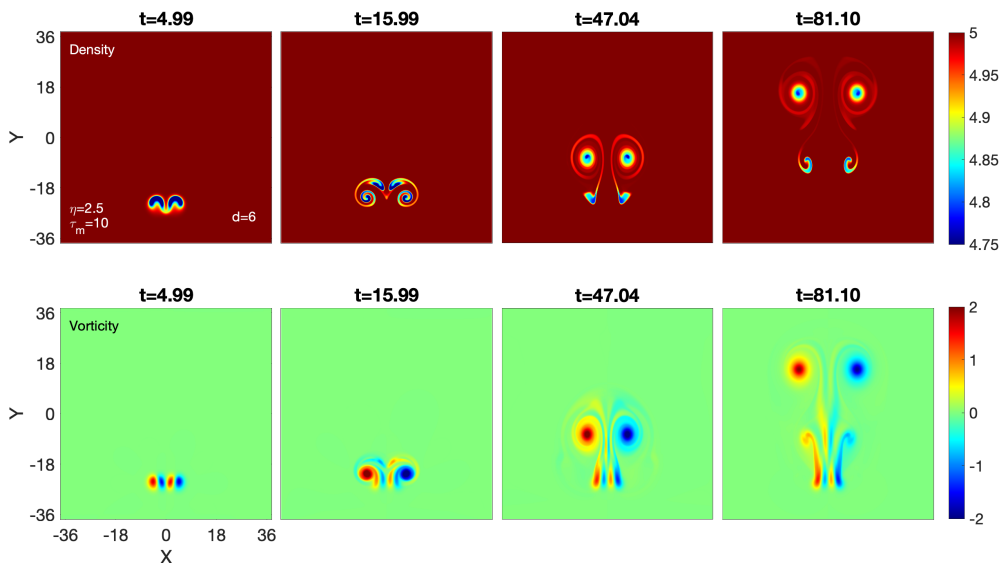 t=4.99 t=15.99 t=47.04 t=81.10
36
18
0
-18
-36
Y
Density
η=2.5
τm=10
d=6
5
4.95
4.9
4.85
4.8
4.75
t=4.99 t=15.99 t=47.04 t=81.10
36
18
0
-18
-36
Y
Vorticity
-36 -18 0 18 36
X
2
1
0
-1
-2